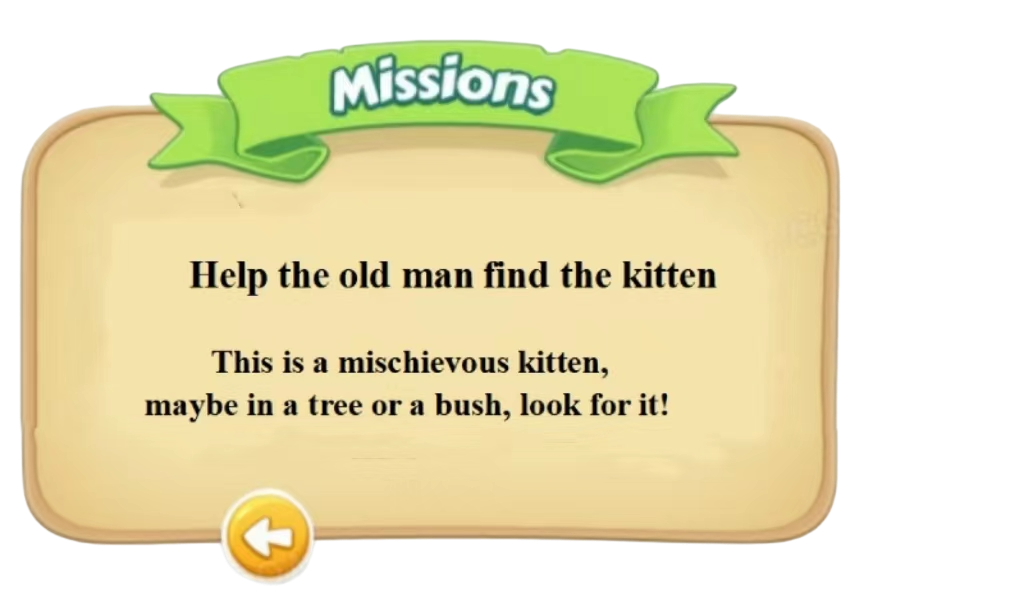 Missions
Help the old man find the kitten
This is a mischievous kitten,
maybe in a tree or a bush, look for it!